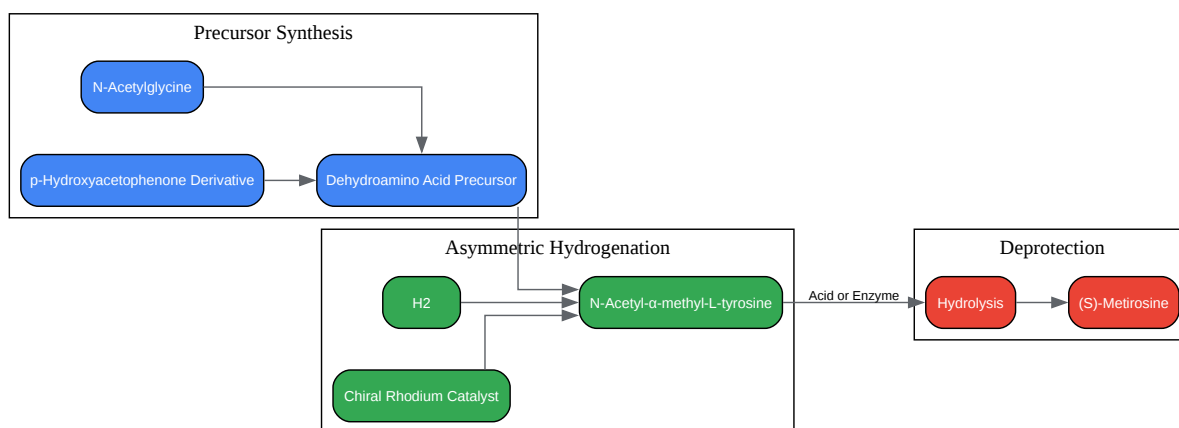 Precursor Synthesis
N-Acetylglycine
p-Hydroxyacetophenone Derivative
Dehydroamino Acid Precursor
Asymmetric Hydrogenation
H2
N-Acetyl-α-methyl-L-tyrosine
Chiral Rhodium Catalyst
Acid or Enzyme
Deprotection
Hydrolysis
(S)-Metirosine